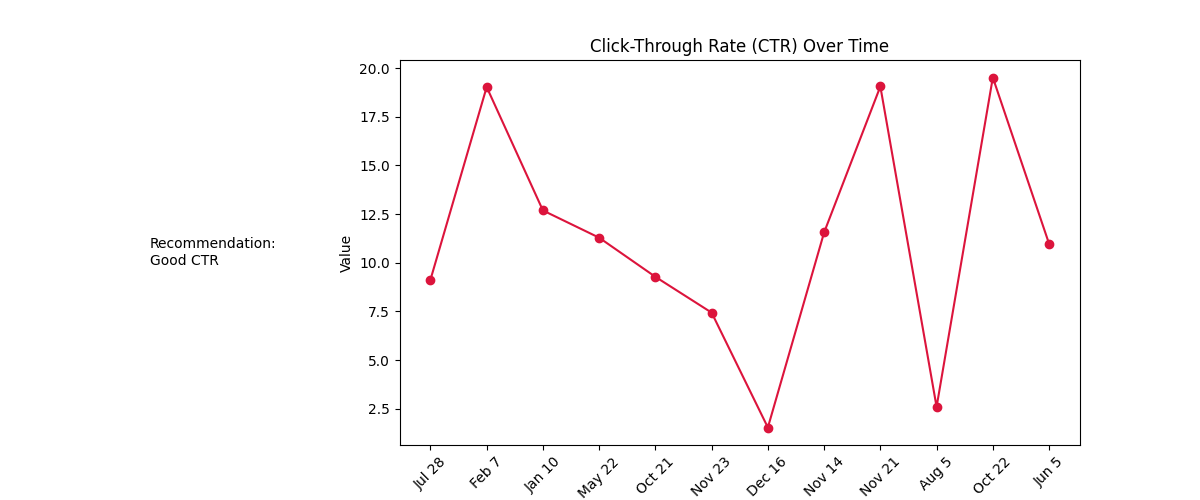 Click-Through Rate (CTR) Over Time
Recommendation:
Good CTR
Value
20.0
17.5
15.0
12.5
10.0
7.5
5.0
2.5
Jul 28
Feb 7
Jan 10
May 22
Oct 21
Nov 23
Dec 16
Nov 14
Nov 21
Aug 5
Oct 22
Jun 5